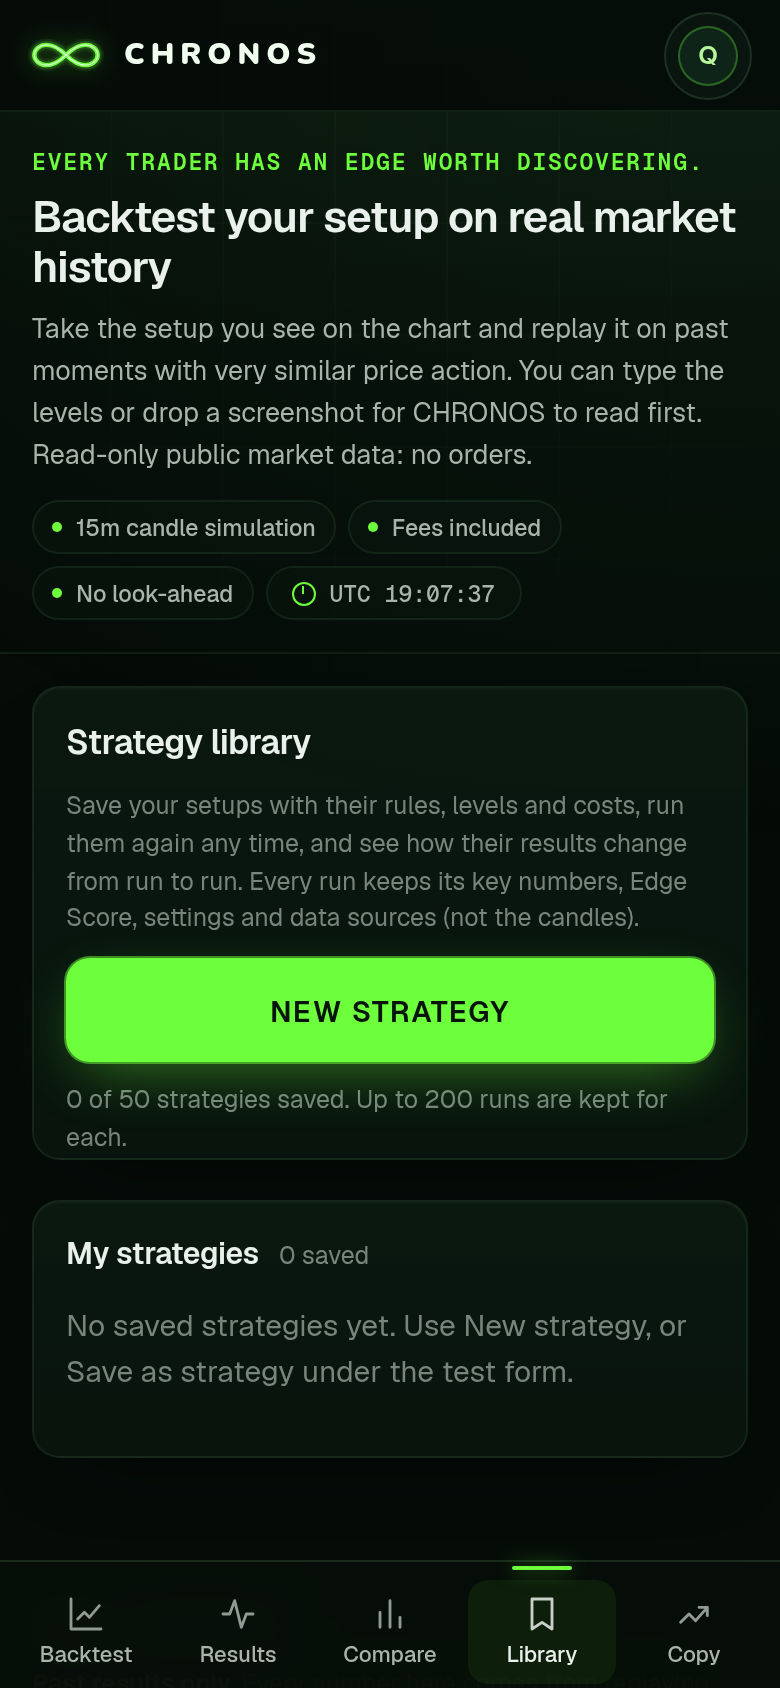 CHRONOS
Q
EVERY TRADER HAS AN EDGE WORTH DISCOVERING.
Backtest your setup on real market
history
Take the setup you see on the chart and replay it on past
moments with very similar price action. You can type the
levels or drop a screenshot for CHRONOS to read first.
Read-only public market data: no orders.
15m candle simulation
Fees included
No look-ahead
UTC 19:07:37
Strategy library
Save your setups with their rules, levels and costs, run
them again any time, and see how their results change
from run to run. Every run keeps its key numbers, Edge
Score, settings and data sources (not the candles).
NEW STRATEGY
0 of 50 strategies saved. Up to 200 runs are kept for
each.
My strategies 0 saved
No saved strategies yet. Use New strategy, or
Save as strategy under the test form.
Backtest
Results
Compare
Library
Copy